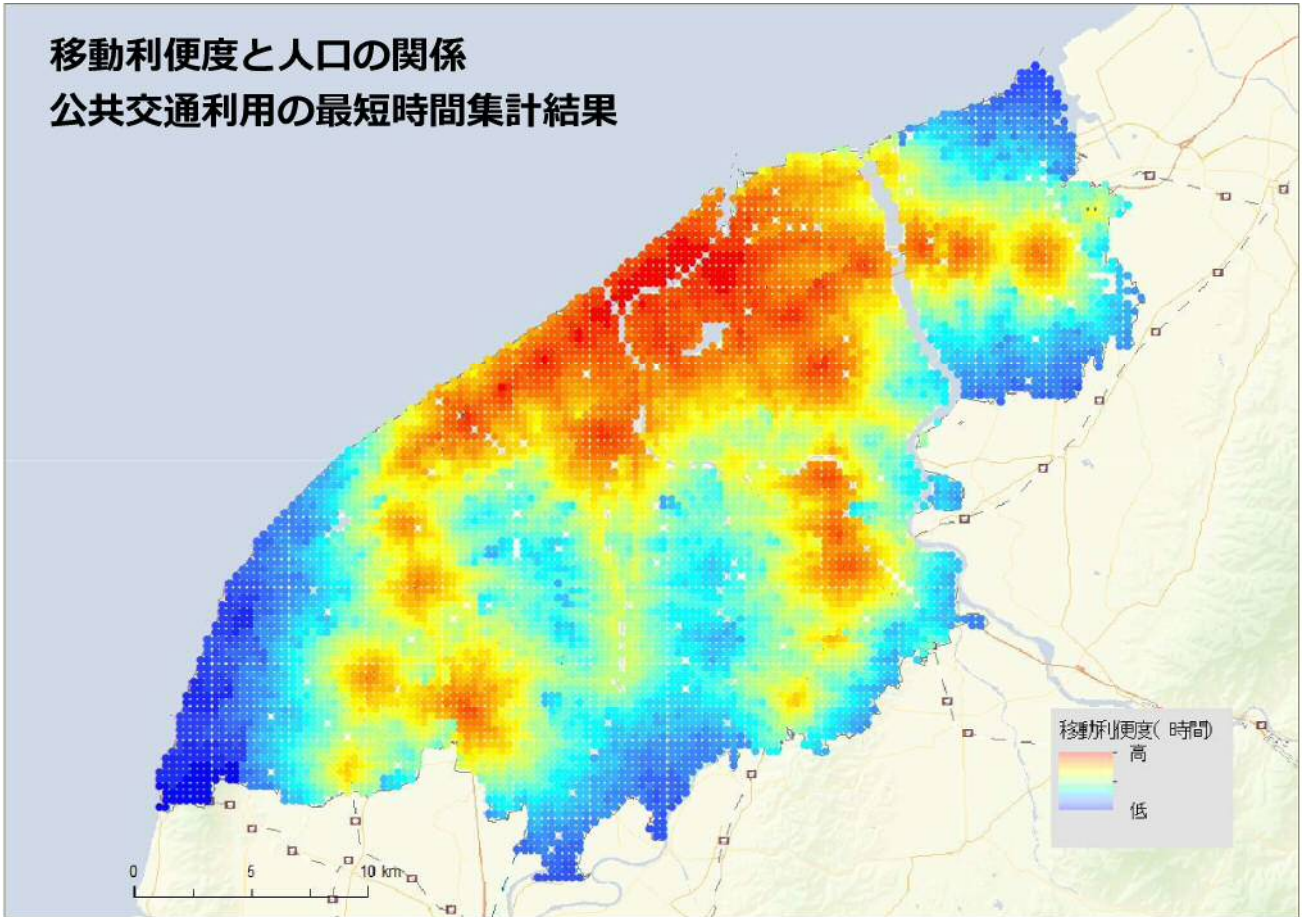 移動利便度と人口の関係
公共交通利用の最短時間集計結果
移動利便度( 時間)
高
低
0 5 10 km